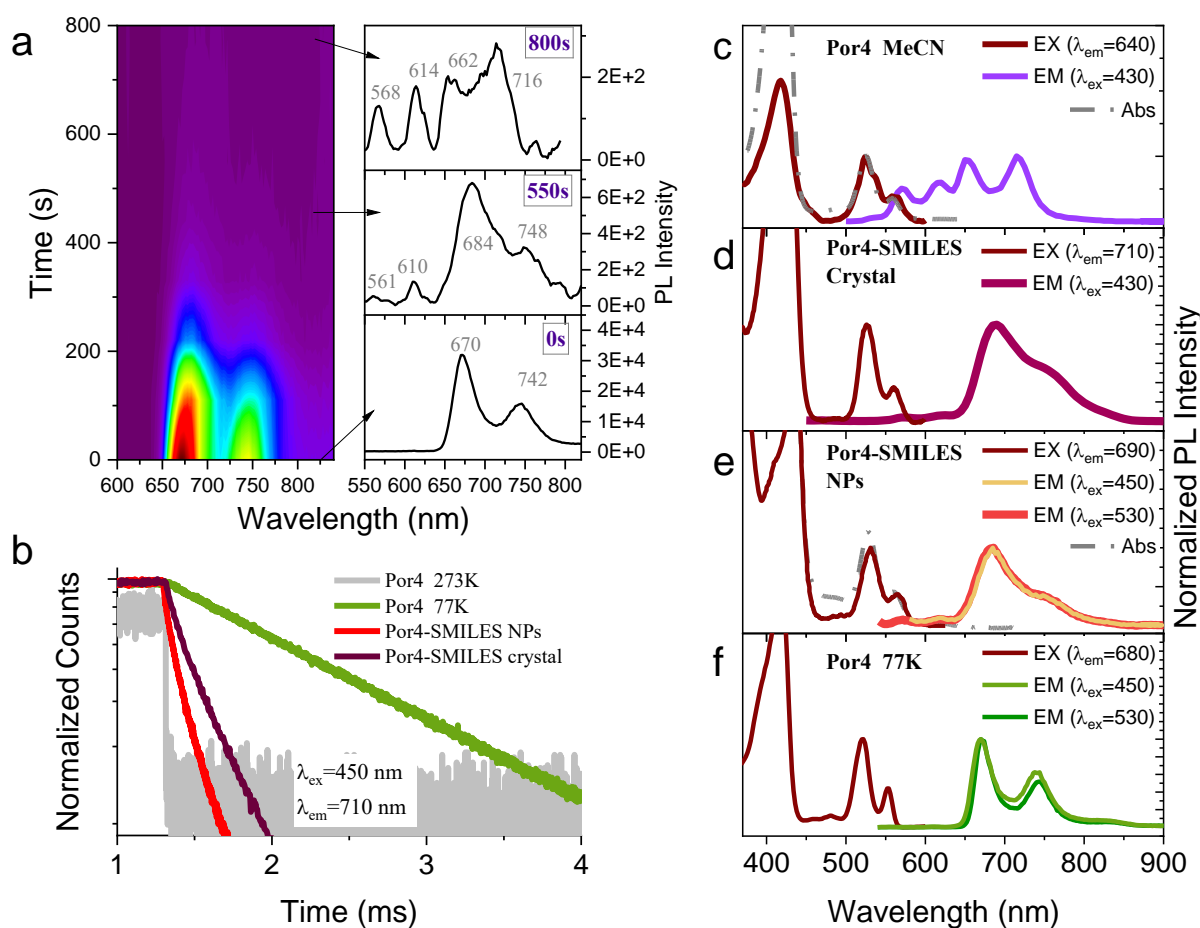 a
800
600
400
200
0
Time (s)
600 650 700 750 800
800s
568 614 662 716
2E+2
0E+0
550s
561 610 684 748
6E+2
4E+2
2E+2
0E+0
0s
670 742
4E+4
3E+4
2E+4
1E+4
0E+0
PL Intensity
550 600 650 700 750 800
Wavelength (nm)
b
Normalized Counts
Por4 273K
Por4 77K
Por4-SMILES NPs
Por4-SMILES crystal
λex=450 nm
λem=710 nm
1 2 3 4
Time (ms)
c
Por4 MeCN
EX (λem=640)
EM (λex=430)
Abs
d
Por4-SMILES
Crystal
EX (λem=710)
EM (λex=430)
e
Por4-SMILES
NPs
EX (λem=690)
EM (λex=450)
EM (λex=530)
Abs
f
Por4 77K
EX (λem=680)
EM (λex=450)
EM (λex=530)
Normalized PL Intensity
400 500 600 700 800 900
Wavelength (nm)